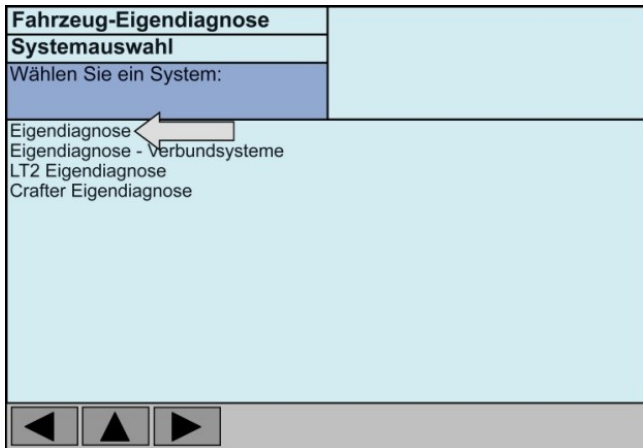 Fahrzeug-Eigendiagnose
Systemauswahl
Wählen Sie ein System:
Eigendiagnose
Eigendiagnose - Verbundsysteme
LT2 Eigendiagnose
Crafter Eigendiagnose